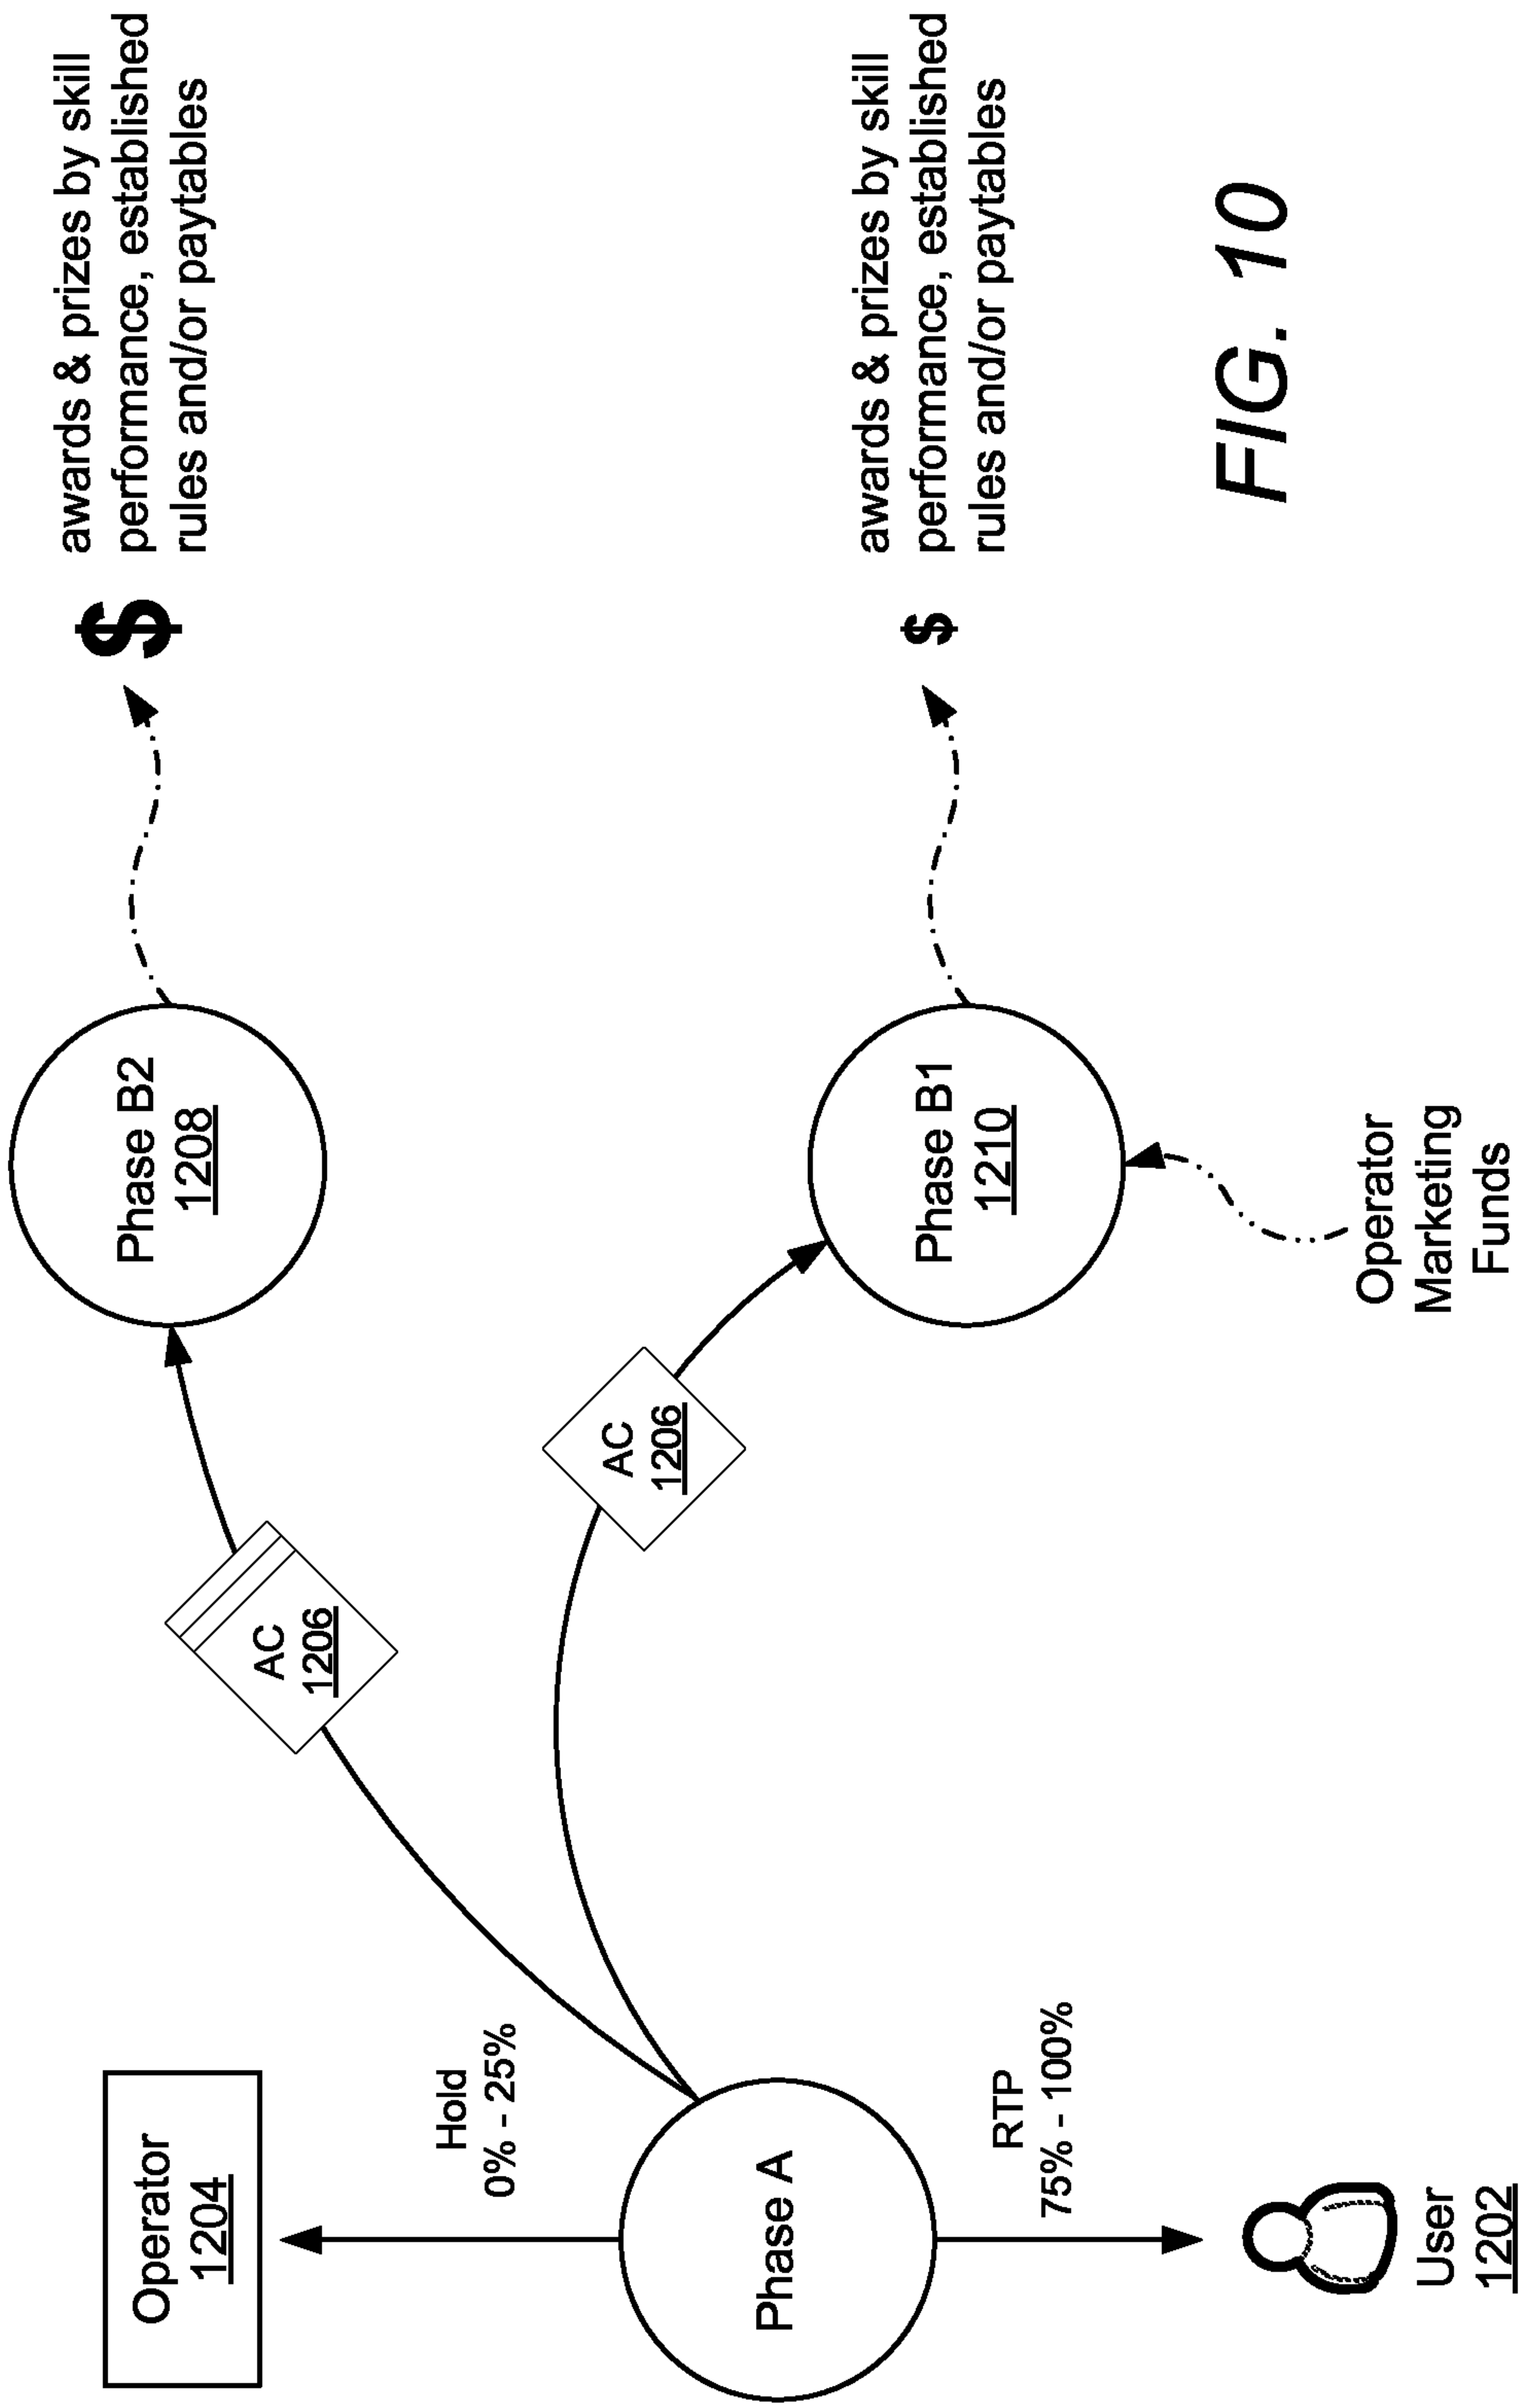 Operator
1204
Hold
0% - 25%
Phase A
RTP
75% - 100%
User
1202
AC
1206
AC
1206
Phase B2
1208
Phase B1
1210
Operator
Marketing
Funds
$
awards & prizes by skill
performance, established
rules and/or paytables
$
awards & prizes by skill
performance, established
rules and/or paytables
FIG. 10